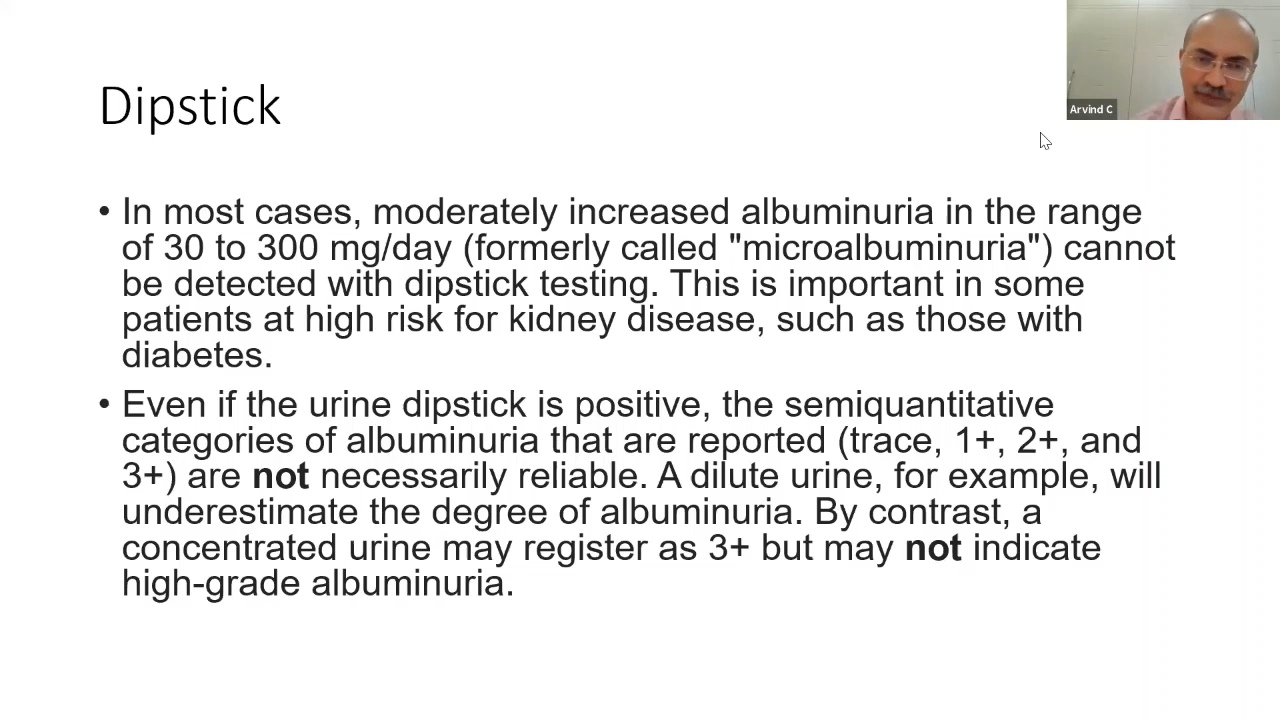 Dipstick
Arvind C
• In most cases, moderately increased albuminuria in the range
of 30 to 300 mg/day (formerly called "microalbuminuria") cannot
be detected with dipstick testing. This is important in some
patients at high risk for kidney disease, such as those with
diabetes.
• Even if the urine dipstick is positive, the semiquantitative
categories of albuminuria that are reported (trace, 1+, 2+, and
3+) are not necessarily reliable. A dilute urine, for example, will
underestimate the degree of albuminuria. By contrast, a
concentrated urine may register as 3+ but may not indicate
high-grade albuminuria.